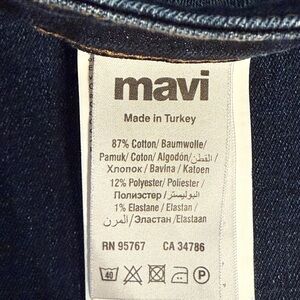 mavi
Made in Turkey
87% Cotton/ Baumwolle/
Pamuk/ Coton/ Algodón/ القطن/
Хлопок / Bavlna / Katoen
12% Polyester/ Poliester /
Полиэстер / البوليستر/ Poliéster
1% Elastane / Elastan /
المرن/ Эластан /Elastaan
RN 95767 CA 34786
40 P